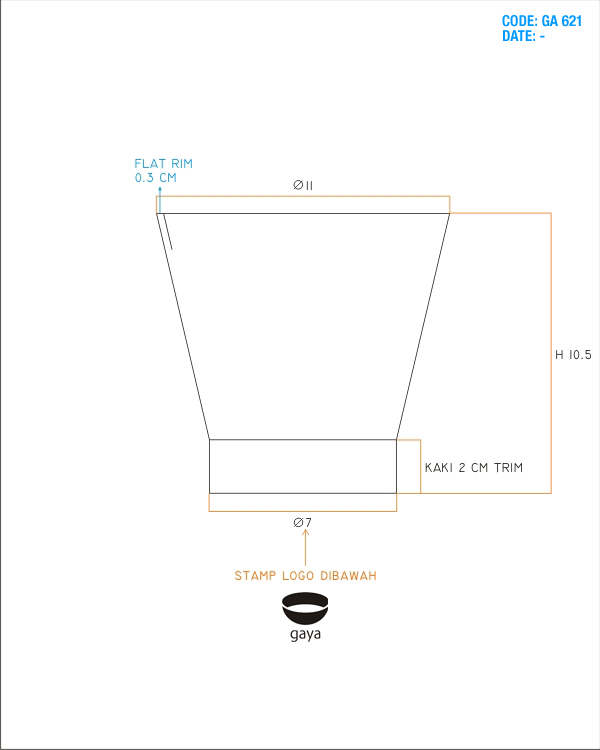 CODE: GA 621
DATE: -
FLAT RIM
0.3 CM
Ø11
H 10.5
KAKI 2 CM TRIM
Ø7
STAMP LOGO DIBAWAH
gaya